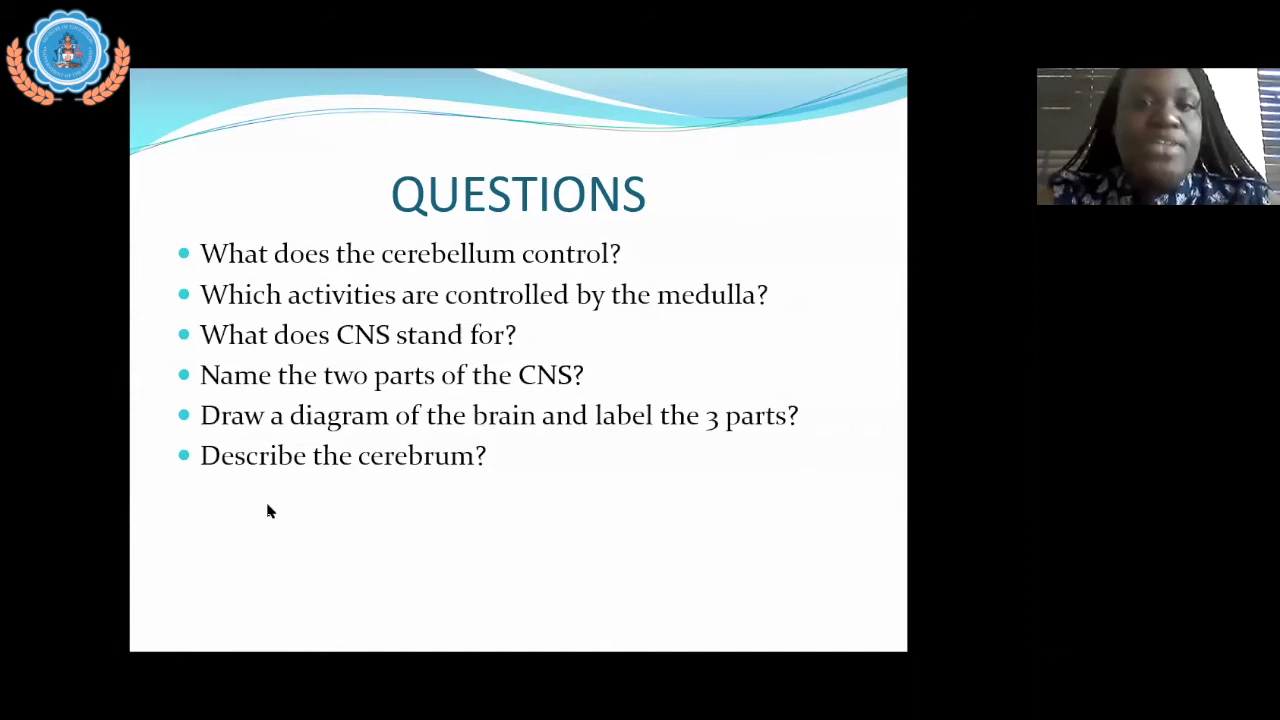 QUESTIONS
What does the cerebellum control?
Which activities are controlled by the medulla?
What does CNS stand for?
Name the two parts of the CNS?
Draw a diagram of the brain and label the 3 parts?
Describe the cerebrum?